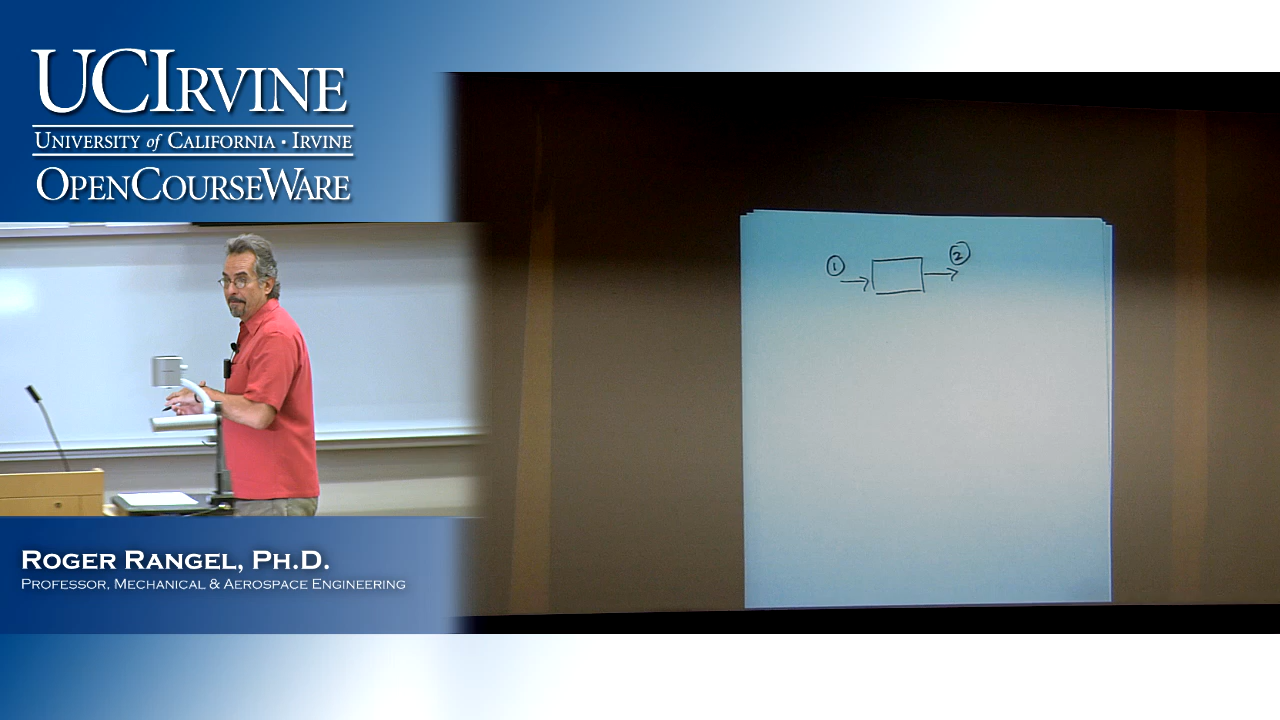 UCIRVINE
UNIVERSITY of CALIFORNIA · IRVINE
OPENCOURSEWARE
① ②
ROGER RANGEL, PH.D.
PROFESSOR, MECHANICAL & AEROSPACE ENGINEERING